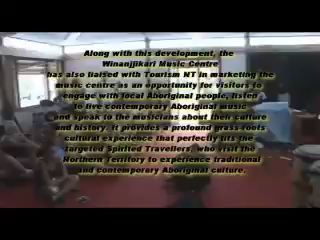 Along with this development, the
Winanjjikari Music Centre
has also liaised with Tourism NT in marketing the
music centre as an opportunity for visitors to
engage with local Aboriginal people, listen
to live contemporary Aboriginal music
and speak to the musicians about their culture
and history. It provides a profound grass roots
cultural experience that perfectly fits the
targeted Spirited Travellers, who visit the
Northern Territory to experience traditional
and contemporary Aboriginal culture.